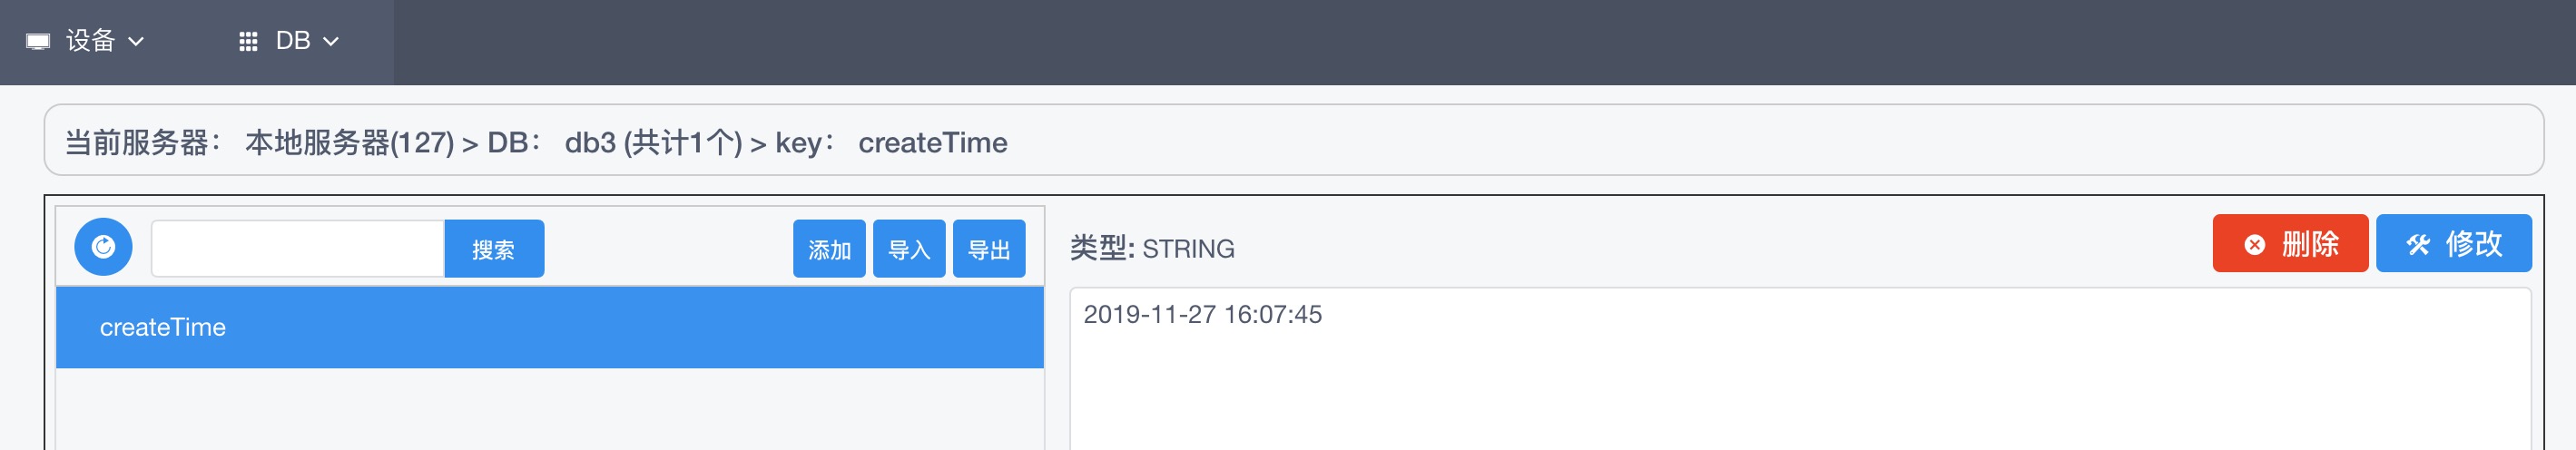 设备 DB
当前服务器： 本地服务器(127) > DB： db3 (共计1个) > key： createTime
搜索 添加 导入 导出
类型: STRING 删除 修改
createTime
2019-11-27 16:07:45